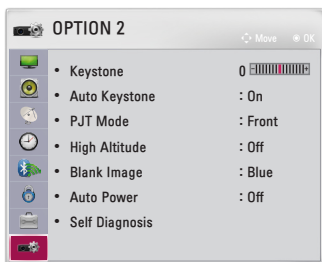 OPTION 2
Move OK
• Keystone 0
• Auto Keystone : On
• PJT Mode : Front
• High Altitude : Off
• Blank Image : Blue
• Auto Power : Off
• Self Diagnosis